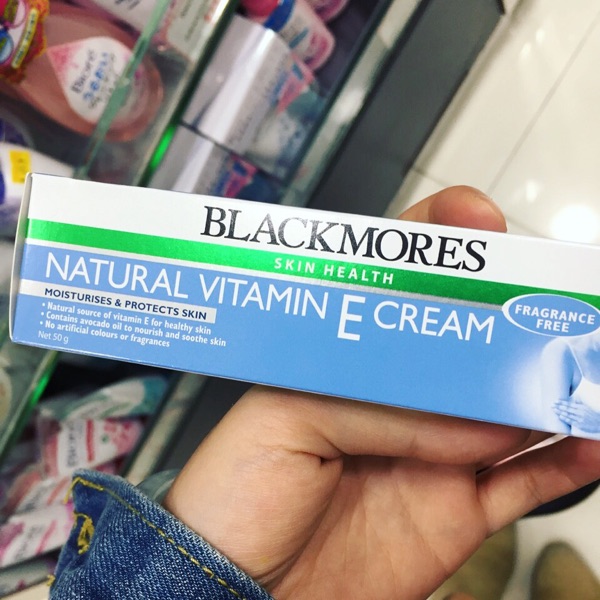 BLACKMORES
SKIN HEALTH
NATURAL VITAMIN E CREAM
MOISTURISES & PROTECTS SKIN
• Natural source of vitamin E for healthy skin
• Contains avocado oil to nourish and soothe skin
• No artificial colours or fragrances
Net 50 g
FRAGRANCE
FREE
Bioré